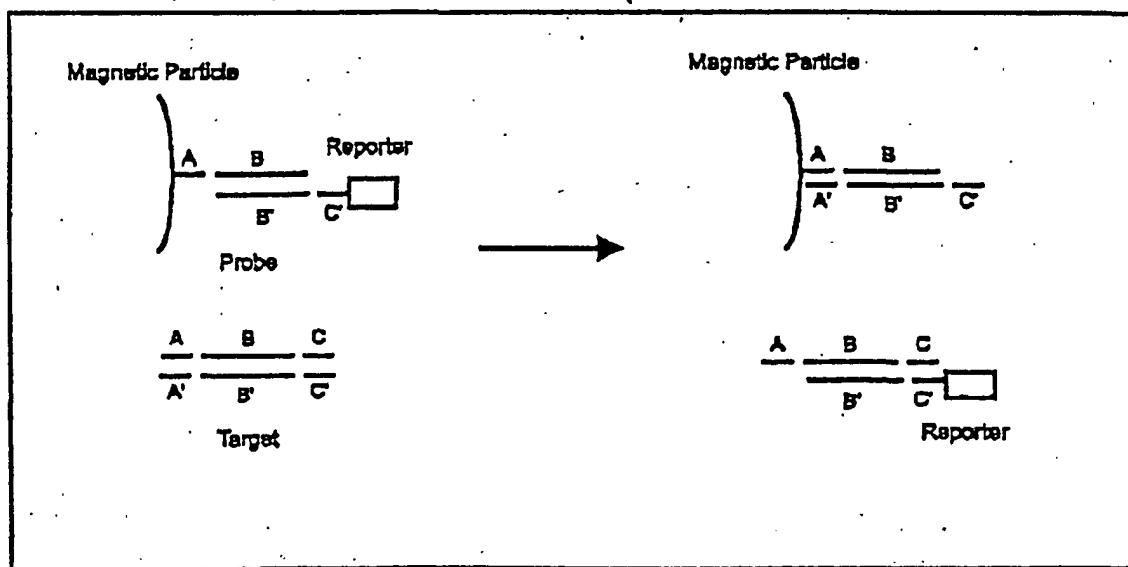 Magnetic Particle
A B Reporter
B' C'
Probe
A B C
A' B' C'
Target
Magnetic Particle
A B
A' B' C'
A B C
B' C'
Reporter